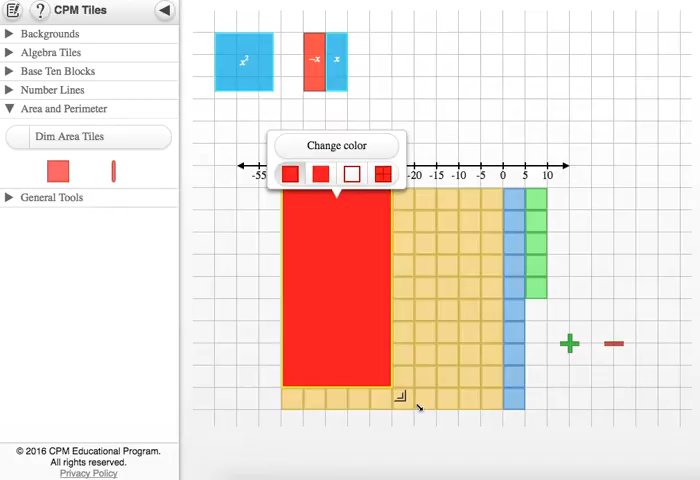 CPM Tiles
Backgrounds
Algebra Tiles
Base Ten Blocks
Number Lines
Area and Perimeter
Dim Area Tiles
General Tools
© 2016 CPM Educational Program.
All rights reserved.
Privacy Policy
x²
−x
x
Change color
-55
-20 -15 -10 -5 0 5 10